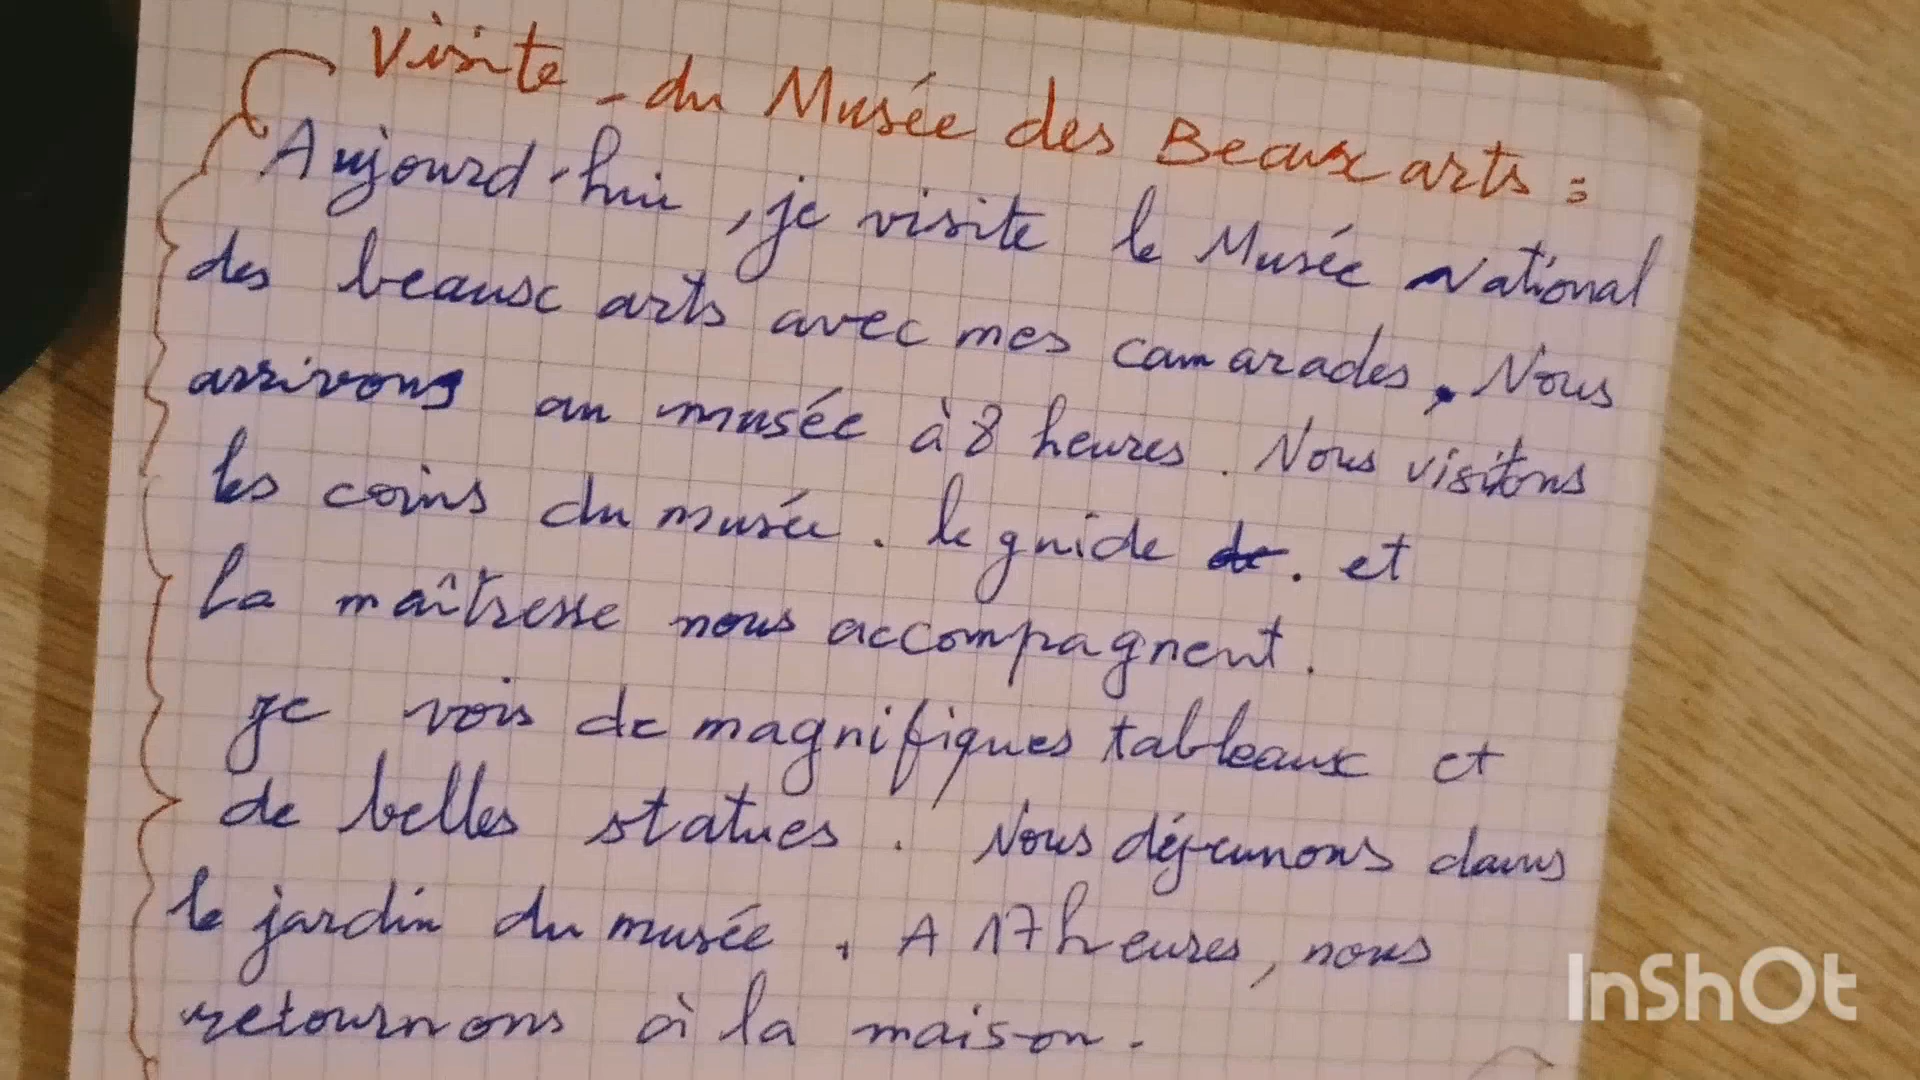 Visite - du Musée des Beaux arts :
Aujourd'hui, je visite le Musée National
des beaux arts avec mes camarades. Nous
arrivons au musée à 8 heures. Nous visitons
les coins du musée. le guide de. et
la maîtresse nous accompagnent.
je vois de magnifiques tableaux et
de belles statues. Nous déjeunons dans
le jardin du musée. A 17 heures, nous
retournons à la maison.
InShOt